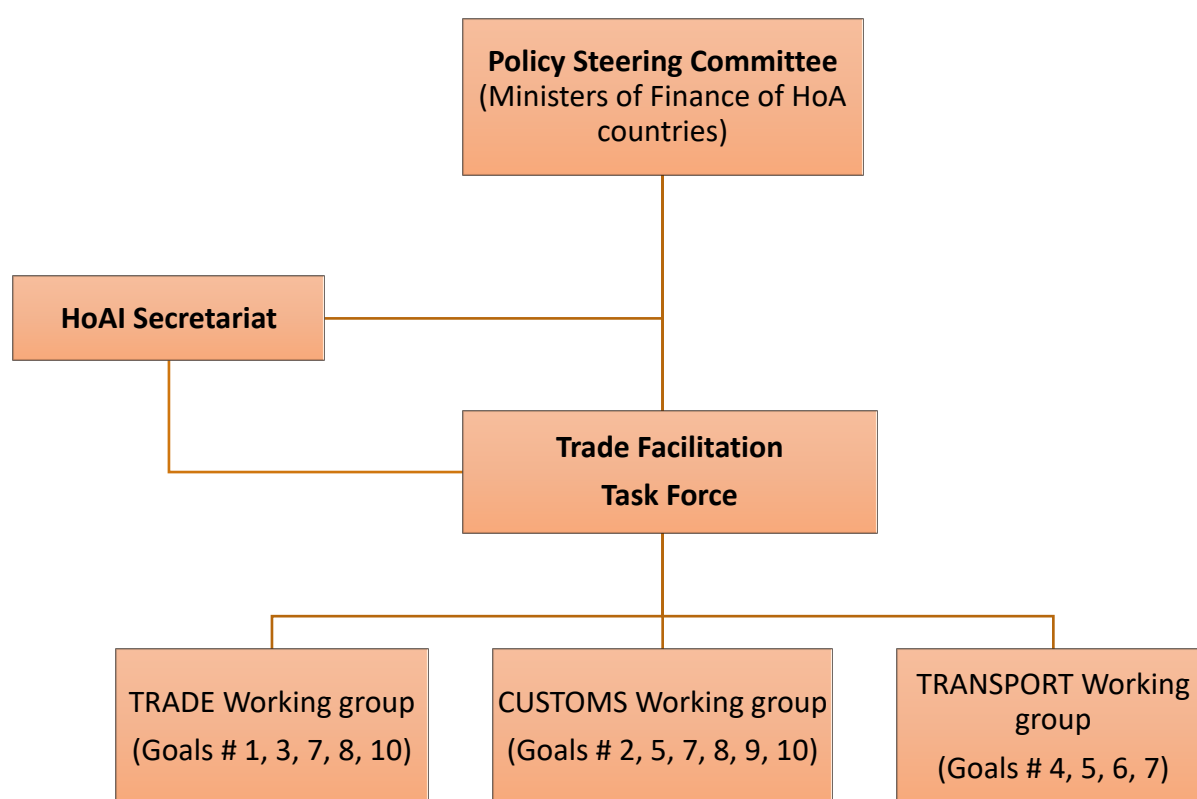 Policy Steering Committee
(Ministers of Finance of HoA
countries)
HoAI Secretariat
Trade Facilitation
Task Force
TRADE Working group
(Goals # 1, 3, 7, 8, 10)
CUSTOMS Working group
(Goals # 2, 5, 7, 8, 9, 10)
TRANSPORT Working
group
(Goals # 4, 5, 6, 7)